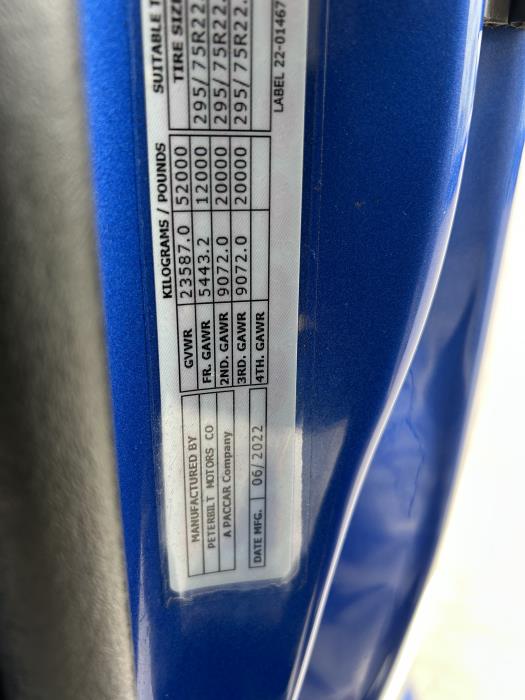 MANUFACTURED BY
PETERBILT MOTORS CO
A PACCAR Company
DATE MFG. 06/2022
KILOGRAMS / POUNDS
GVWR 23587.0 52000
FR. GAWR 5443.2 12000
2ND. GAWR 9072.0 20000
3RD. GAWR 9072.0 20000
4TH. GAWR
SUITABLE T
TIRE SIZE
295/75R22.
295/75R22.
295/75R22.
LABEL 22-01467